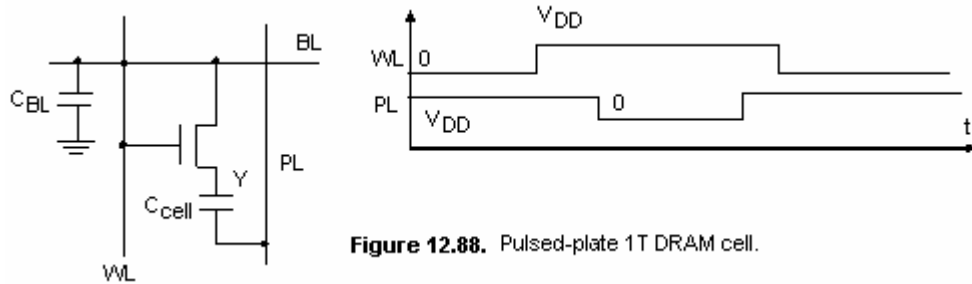 BL
C_BL
Y
PL
C_cell
WL
V_DD
WL 0
PL
0
V_DD
t
Figure 12.88. Pulsed-plate 1T DRAM cell.